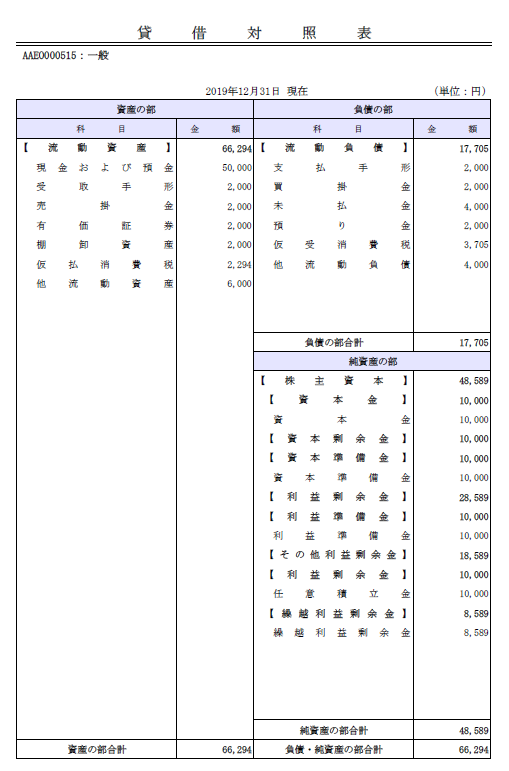 貸借対照表
AAE0000515：一般
2019年12月31日 現在 （単位：円）
資産の部
科目 金額
【流動資産】 66,294
現金および預金 50,000
受取手形 2,000
売掛金 2,000
有価証券 2,000
棚卸資産 2,000
仮払消費税 2,294
他流動資産 6,000
資産の部合計 66,294
負債の部
科目 金額
【流動負債】 17,705
支払手形 2,000
買掛金 2,000
未払金 4,000
預り金 2,000
仮受消費税 3,705
他流動負債 4,000
負債の部合計 17,705
純資産の部
【株主資本】 48,589
【資本金】 10,000
資本金 10,000
【資本剰余金】 10,000
【資本準備金】 10,000
資本準備金 10,000
【利益剰余金】 28,589
【利益準備金】 10,000
利益準備金 10,000
【その他利益剰余金】 18,589
【利益剰余金】 10,000
任意積立金 10,000
【繰越利益剰余金】 8,589
繰越利益剰余金 8,589
純資産の部合計 48,589
負債・純資産の部合計 66,294